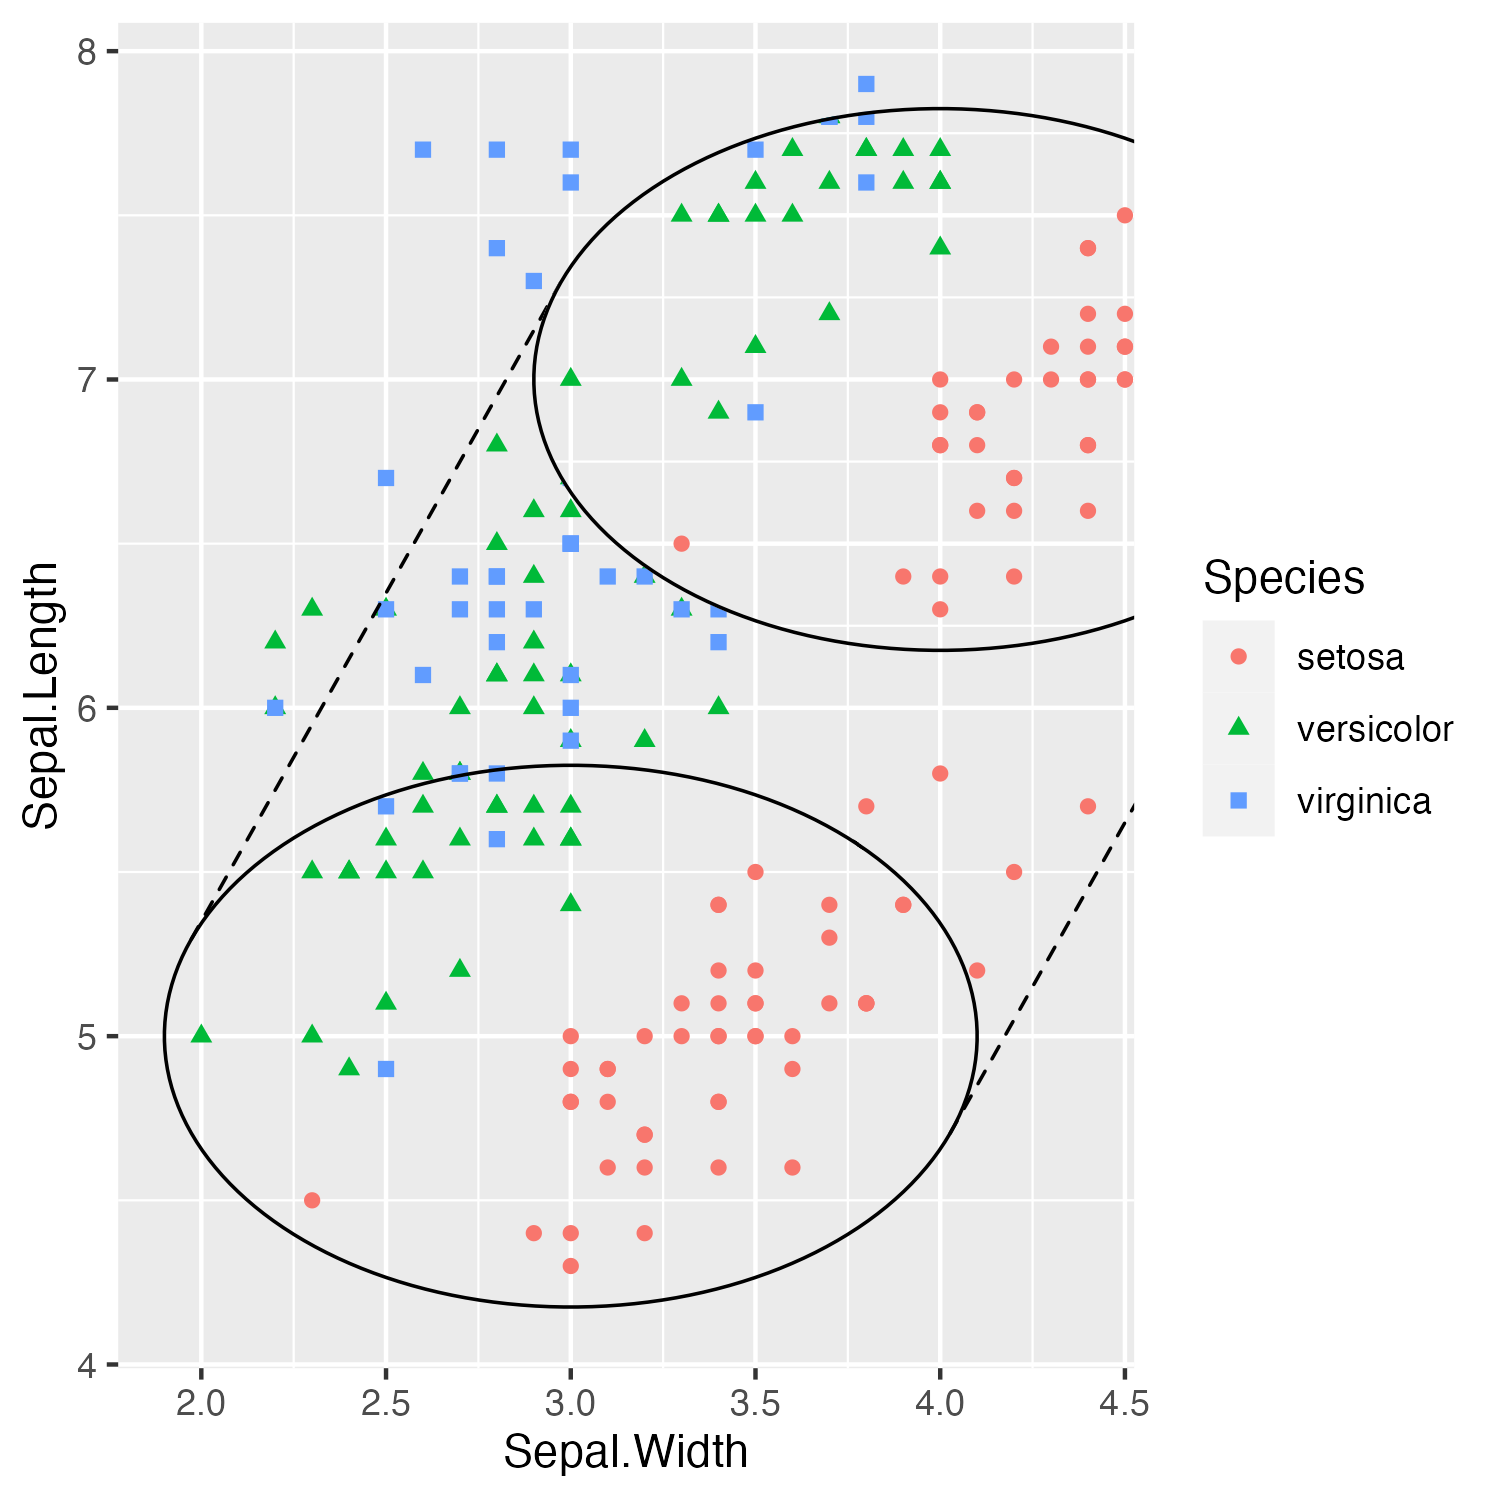 8
7
6
5
4
2.0 2.5 3.0 3.5 4.0 4.5
Sepal.Width
Sepal.Length
Species
setosa
versicolor
virginica